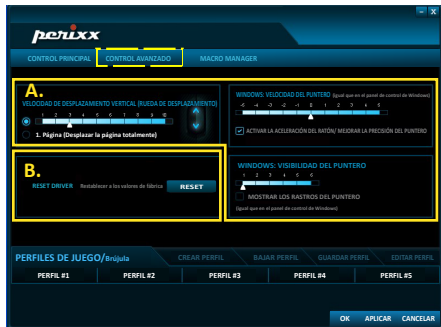 perixx
CONTROL PRINCIPAL CONTROL AVANZADO MACRO MANAGER
A.
VELOCIDAD DE DESPLAZAMIENTO VERTICAL (RUEDA DE DESPLAZAMIENTO)
1 2 3 4 5 6 7 8 9 10
1. Página (Desplazar la página totalmente)
WINDOWS: VELOCIDAD DEL PUNTERO (igual que en el panel de control de Windows)
-5 -4 -3 -2 -1 0 1 2 3 4 5
ACTIVAR LA ACELERACIÓN DEL RATÓN/ MEJORAR LA PRECISIÓN DEL PUNTERO
B.
RESET DRIVER Restablecer a los valores de fábrica RESET
WINDOWS: VISIBILIDAD DEL PUNTERO
1 2 3 4 5 6
MOSTRAR LOS RASTROS DEL PUNTERO
(igual que en el panel de control de Windows)
PERFILES DE JUEGO/Brújula CREAR PERFIL BAJAR PERFIL GUARDAR PERFIL EDITAR PERFIL
PERFIL #1 PERFIL #2 PERFIL #3 PERFIL #4 PERFIL #5
OK APLICAR CANCELAR